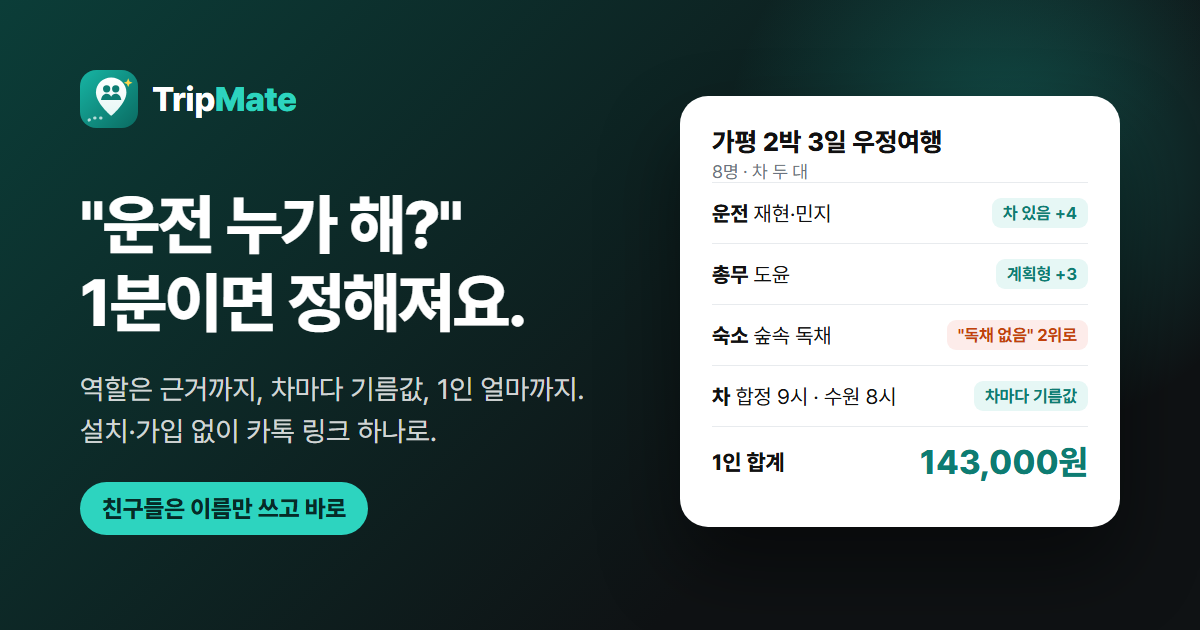 TripMate
"운전 누가 해?"
1분이면 정해져요.
역할은 근거까지, 차마다 기름값, 1인 얼마까지.
설치·가입 없이 카톡 링크 하나로.
친구들은 이름만 쓰고 바로
가평 2박 3일 우정여행
8명 · 차 두 대
운전 재현·민지 차 있음 +4
총무 도윤 계획형 +3
숙소 숲속 독채 "독채 없음" 2위로
차 합정 9시 · 수원 8시 차마다 기름값
1인 합계 143,000원